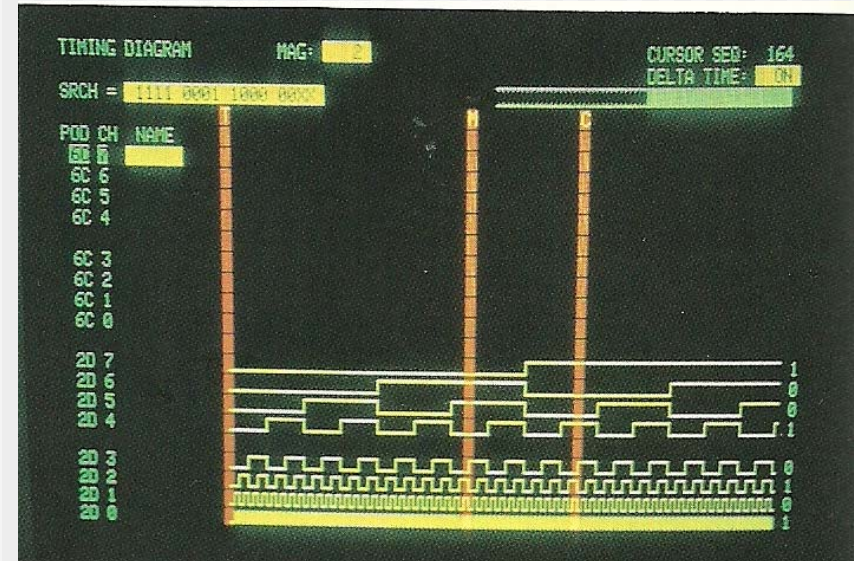 TIMING DIAGRAM MAG: 2 CURSOR SEQ: 164
DELTA TIME: ON
SRCH = 1111 0001 1000 00XX
T M C
POD CH NAME
6C 7
6C 6
6C 5
6C 4
6C 3
6C 2
6C 1
6C 0
2D 7 1
2D 6 0
2D 5 0
2D 4 1
2D 3 0
2D 2 1
2D 1 0
2D 0 1